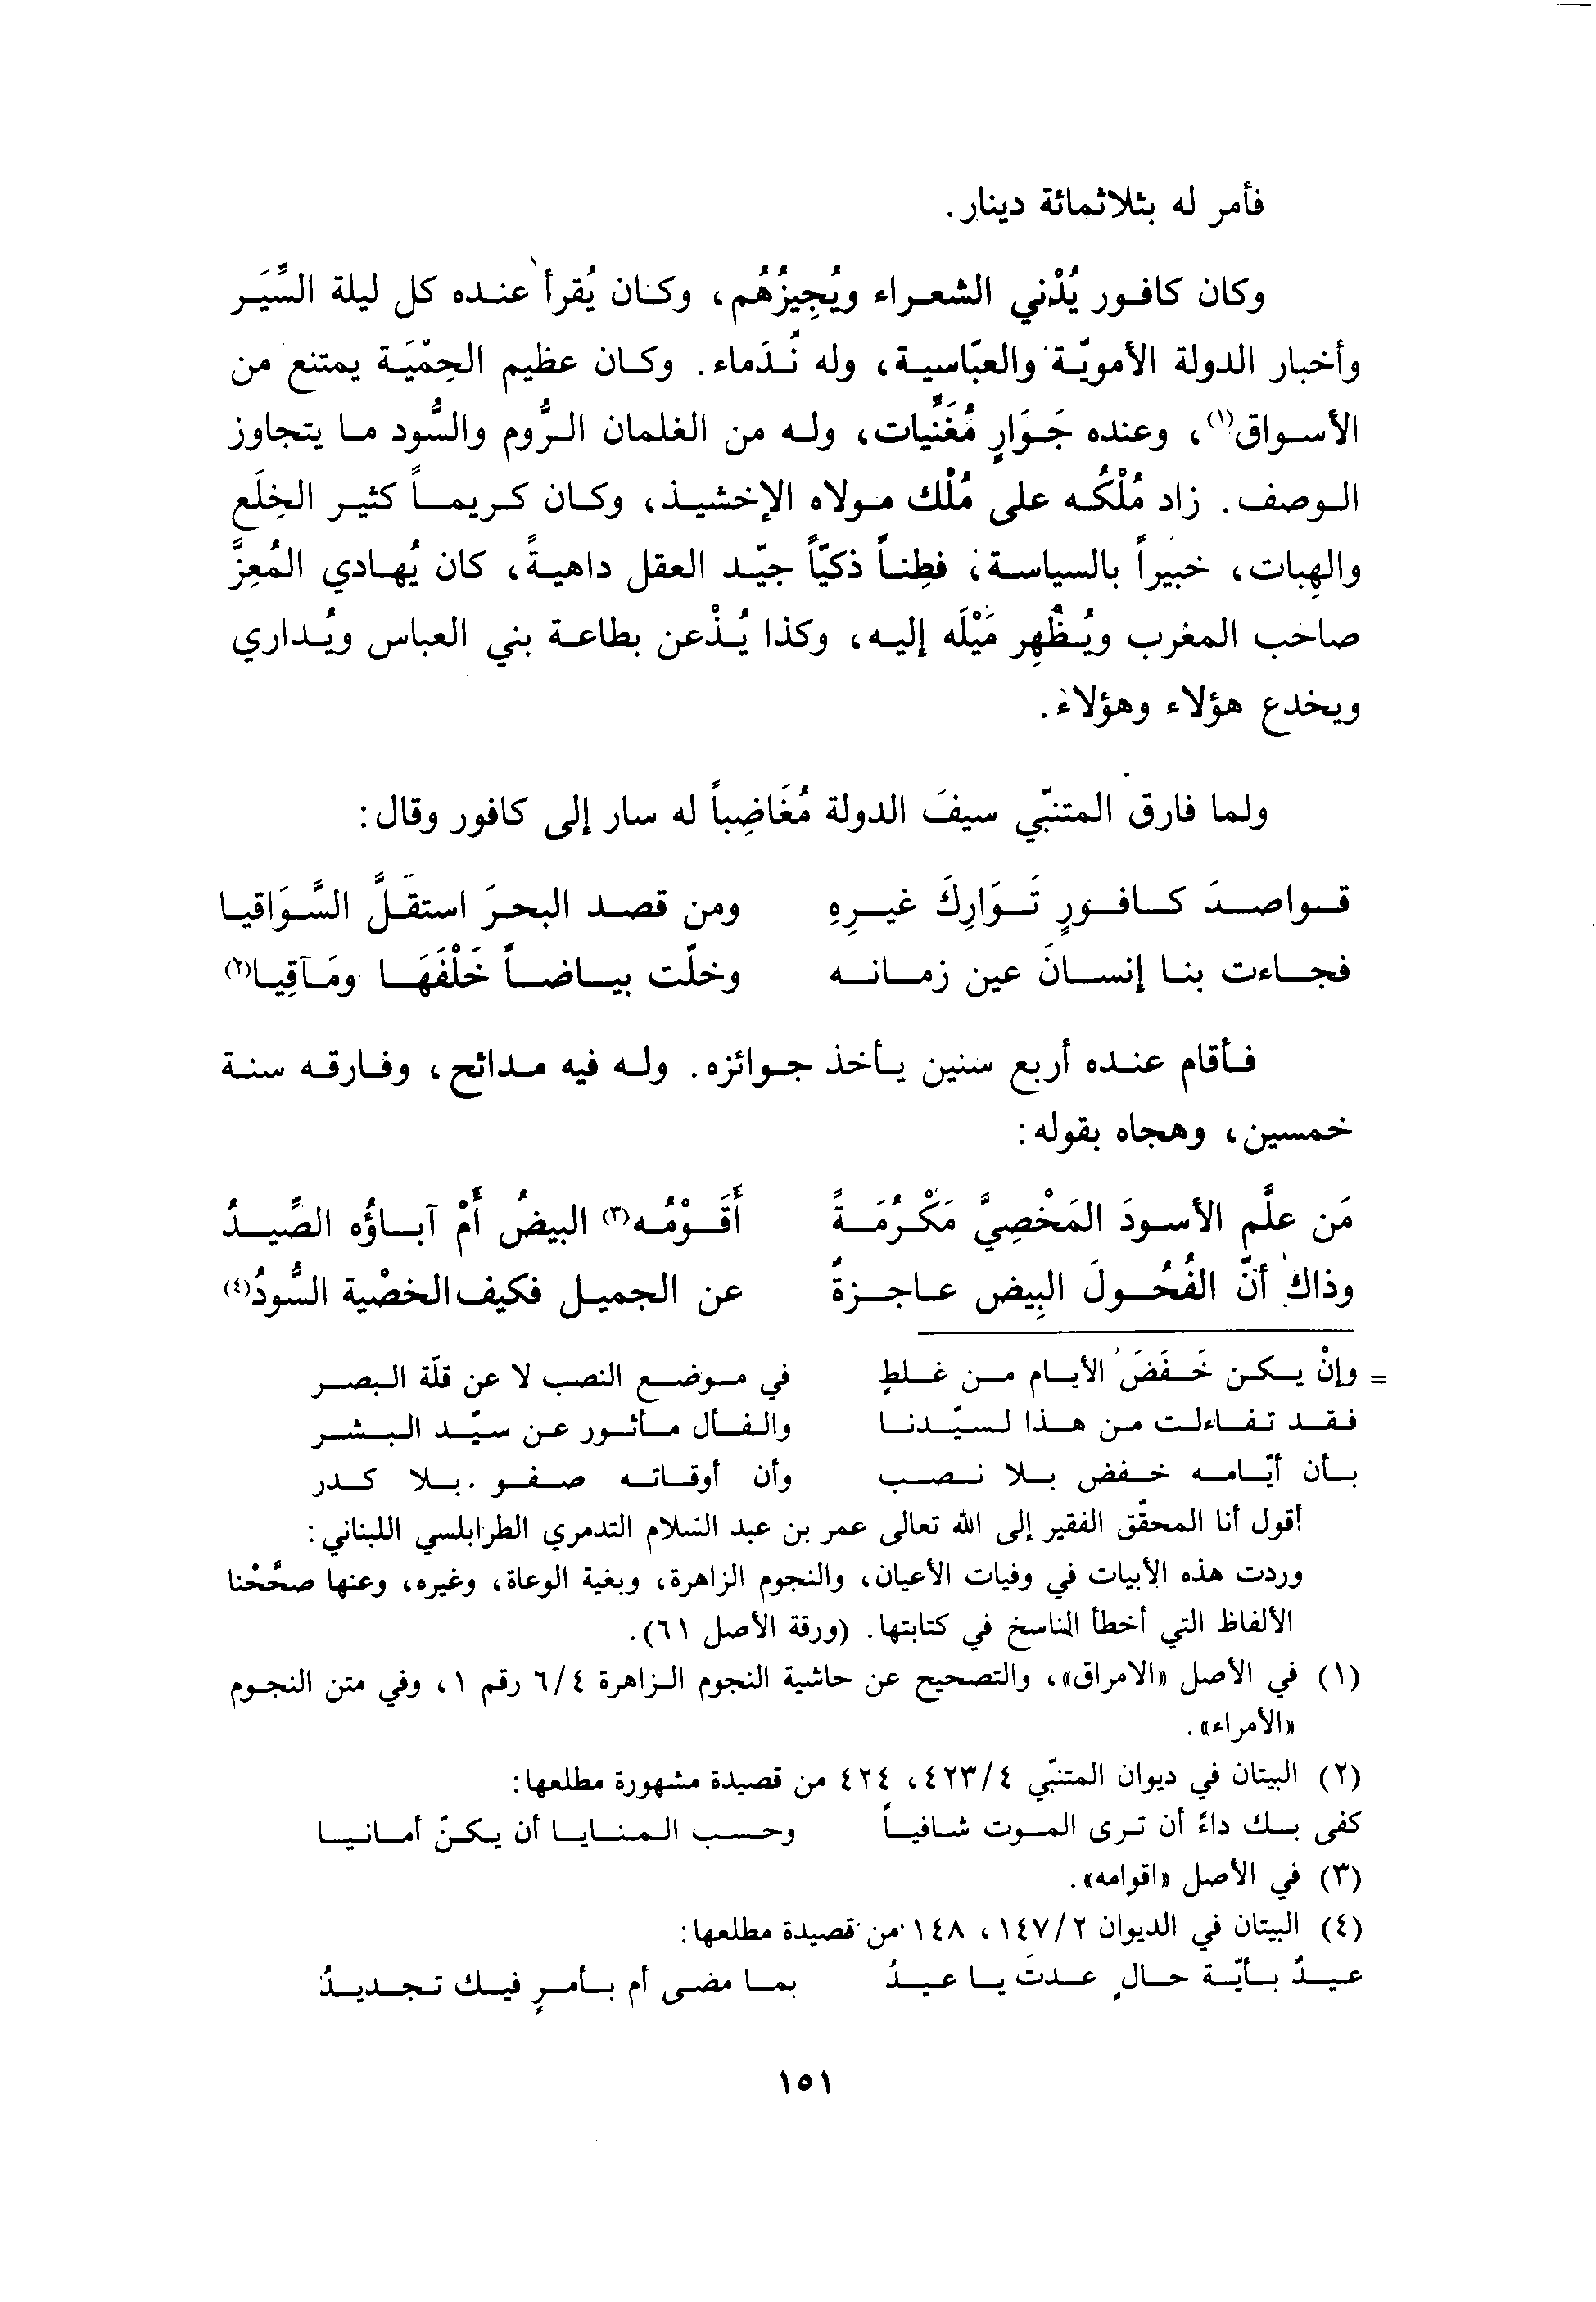 فأمر له بثلاثمائة دينار.
وكان كافور يُدْني الشعراء ويُجِيزُهُم، وكان يُقرأ عنده كل ليلة السِّيَر
وأخبار الدولة الأمويّة والعبّاسية، وله نُدَماء. وكان عظيم الحِمْيَة يمتنع من
الأسواق(١)، وعنده جَوَارٍ مُغَنِّيات، وله من الغلمان الرُّوم والسُّود ما يتجاوز
الوصف. زاد مُلْكُه على مُلْك مولاه الإخشيذ، وكان كريماً كثير الخِلَع
والهِبات، خبيراً بالسياسة، فطِناً ذكيّاً جيّد العقل داهيةً، كان يُهادي المُعِزَّ
صاحب المغرب ويُظْهِر مَيْلَه إليه، وكذا يُذْعن بطاعة بني العباس ويُداري
ويخدع هؤلاء وهؤلاء.
ولما فارق المتنبّي سيفَ الدولة مُغَاضِباً له سار إلى كافور وقال:
قواصدَ كافورٍ تَوَارِكَ غيرِهِ ومن قصد البحرَ استقلَّ السَّوَاقيا
فجاءت بنا إنسانَ عين زمانه وخلّت بياضاً خَلْفَهَا ومَآقِيا(٢)
فأقام عنده أربع سنين يأخذ جوائزه. وله فيه مدائح، وفارقه سنة
خمسين، وهجاه بقوله:
مَن علَّم الأسودَ المَخْصِيَّ مَكْرُمَةً أَقَوْمُه(٣) البيضُ أَمْ آباؤُه الصِّيدُ
وذاك أنّ الفُحُولَ البِيض عاجزةٌ عن الجميل فكيف الخصْية السُّودُ(٤)
= وإنْ يكن خَفَضَ الأيام من غلطٍ في موضع النصب لا عن قلّة البصر
فقد تفاءلت من هذا لسيّدنا والفأل مأثور عن سيّد البشر
بأن أيّامه خفض بلا نصب وأن أوقاته صفو بلا كدر
أقول أنا المحقّق الفقير إلى الله تعالى عمر بن عبد السلام التدمري الطرابلسي اللبناني:
وردت هذه الأبيات في وفيات الأعيان، والنجوم الزاهرة، وبغية الوعاة، وغيره، وعنها صحَّحْنا
الألفاظ التي أخطأ الناسخ في كتابتها. (ورقة الأصل ٦١).
(١) في الأصل «الامراق»، والتصحيح عن حاشية النجوم الزاهرة ٦/٤ رقم ١، وفي متن النجوم
«الأمراء».
(٢) البيتان في ديوان المتنبّي ٤٢٣/٤، ٤٢٤ من قصيدة مشهورة مطلعها:
كفى بك داءً أن ترى الموت شافياً وحسب المنايا أن يكنّ أمانيا
(٣) في الأصل «اقوامه».
(٤) البيتان في الديوان ١٤٧/٢، ١٤٨ من قصيدة مطلعها:
عيدٌ بأيّة حالٍ عدتَ يا عيدُ بما مضى أم بأمرٍ فيك تجديدُ
١٥١